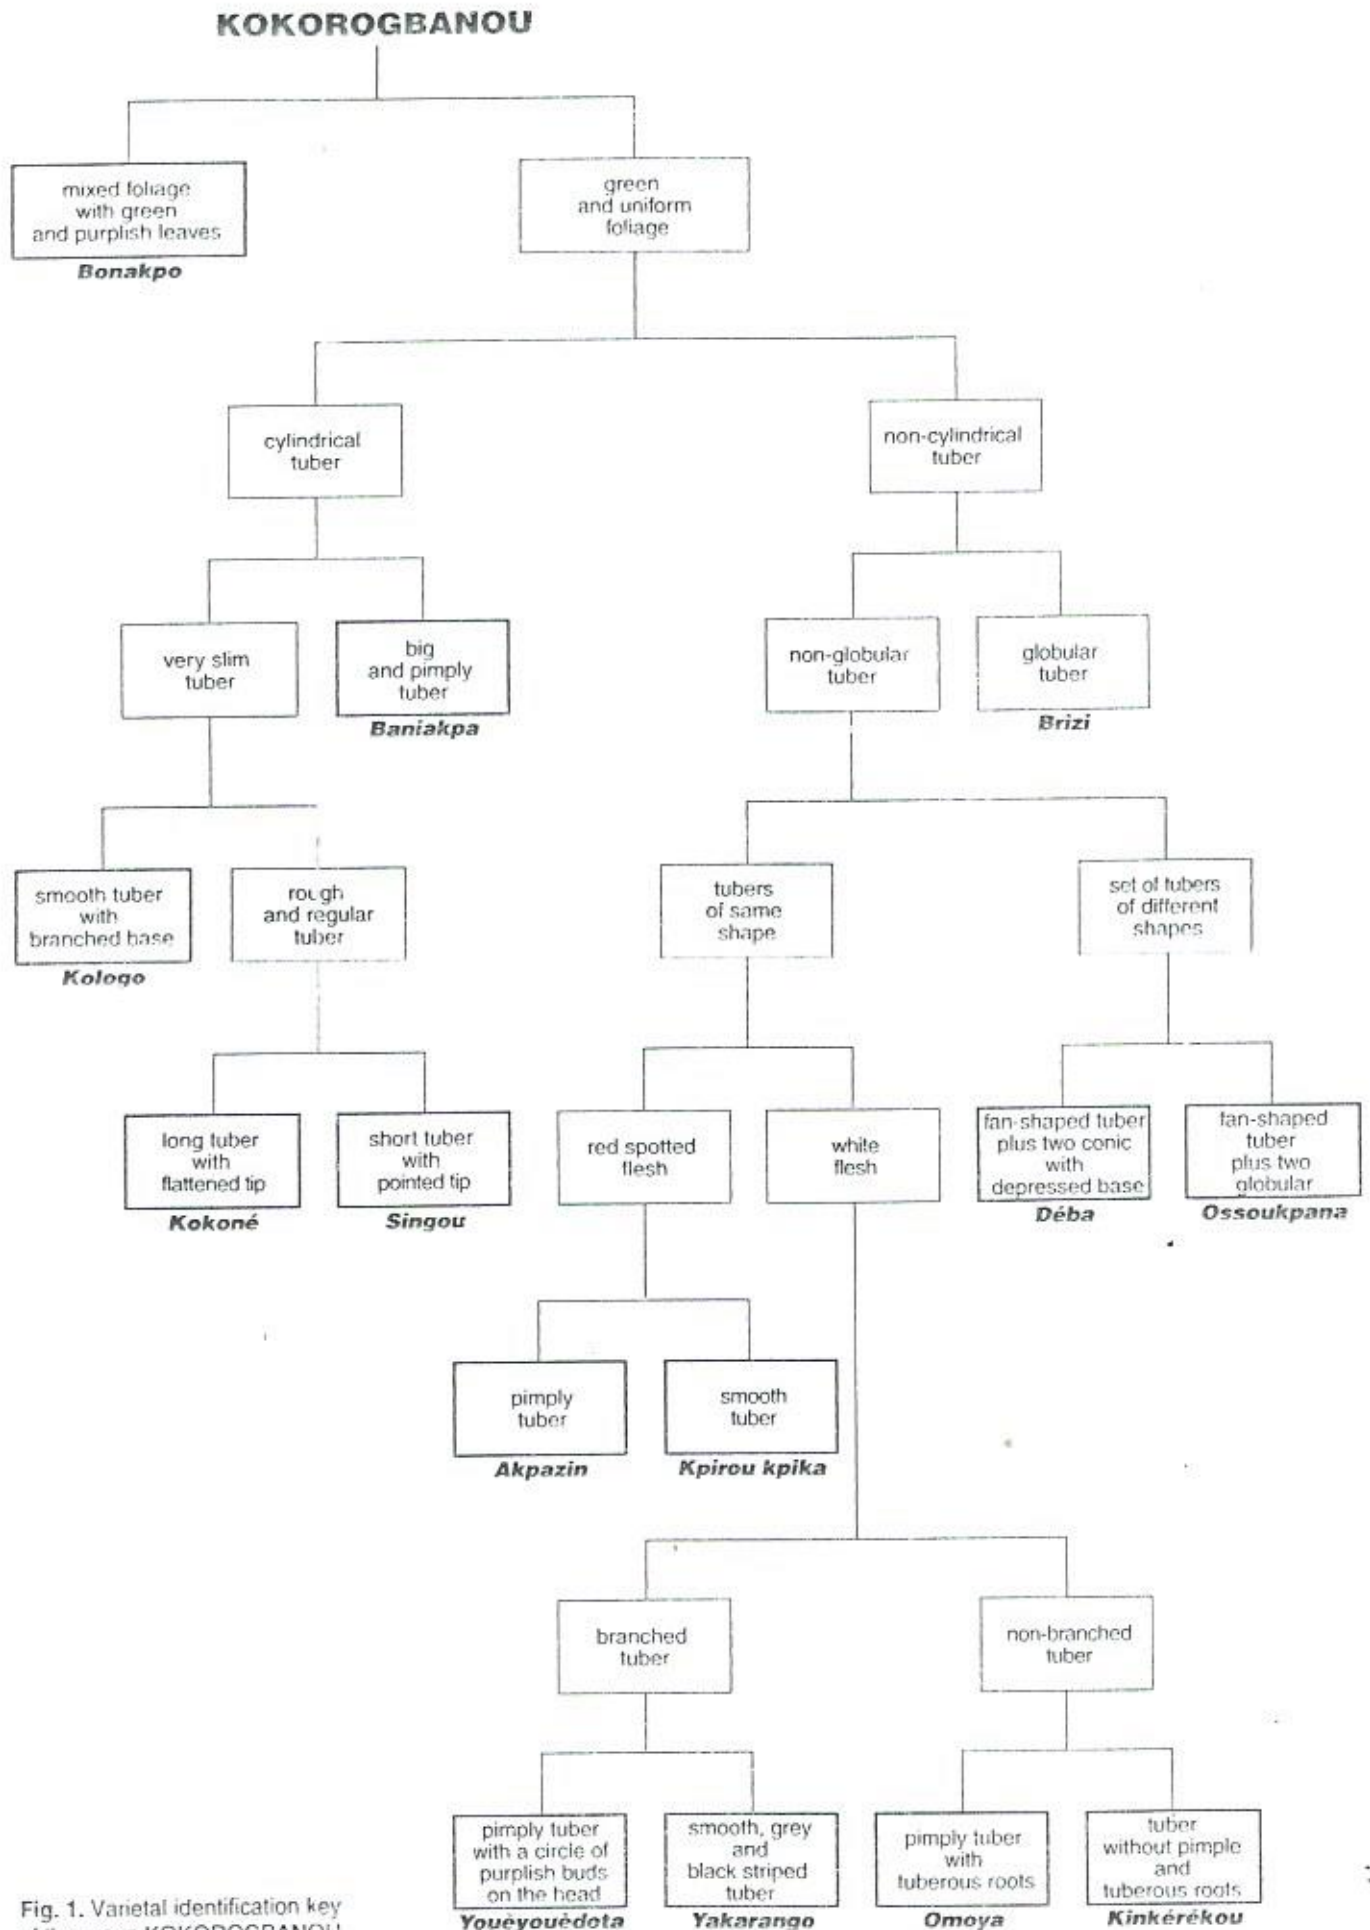 KOKOROGBANOU
mixed foliage
with green
and purplish leaves
Bonakpo
green
and uniform
foliage
cylindrical
tuber
non-cylindrical
tuber
very slim
tuber
big
and pimply
tuber
Baniakpa
non-globular
tuber
globular
tuber
Brizi
smooth tuber
with
branched base
Kologo
rough
and regular
tuber
tubers
of same
shape
set of tubers
of different
shapes
long tuber
with
flattened tip
Kokoné
short tuber
with
pointed tip
Singou
red spotted
flesh
white
flesh
fan-shaped tuber
plus two conic
with
depressed base
Déba
fan-shaped
tuber
plus two
globular
Ossoukpana
pimply
tuber
Akpazin
smooth
tuber
Kpirou kpika
branched
tuber
non-branched
tuber
pimply tuber
with a circle of
purplish buds
on the head
Youèyouèdota
smooth, grey
and
black striped
tuber
Yakarango
pimply tuber
with
tuberous roots
Omoya
tuber
without pimple
and
tuberous roots
Kinkérékou
Fig. 1. Varietal identification key
KOKOROGBANOU